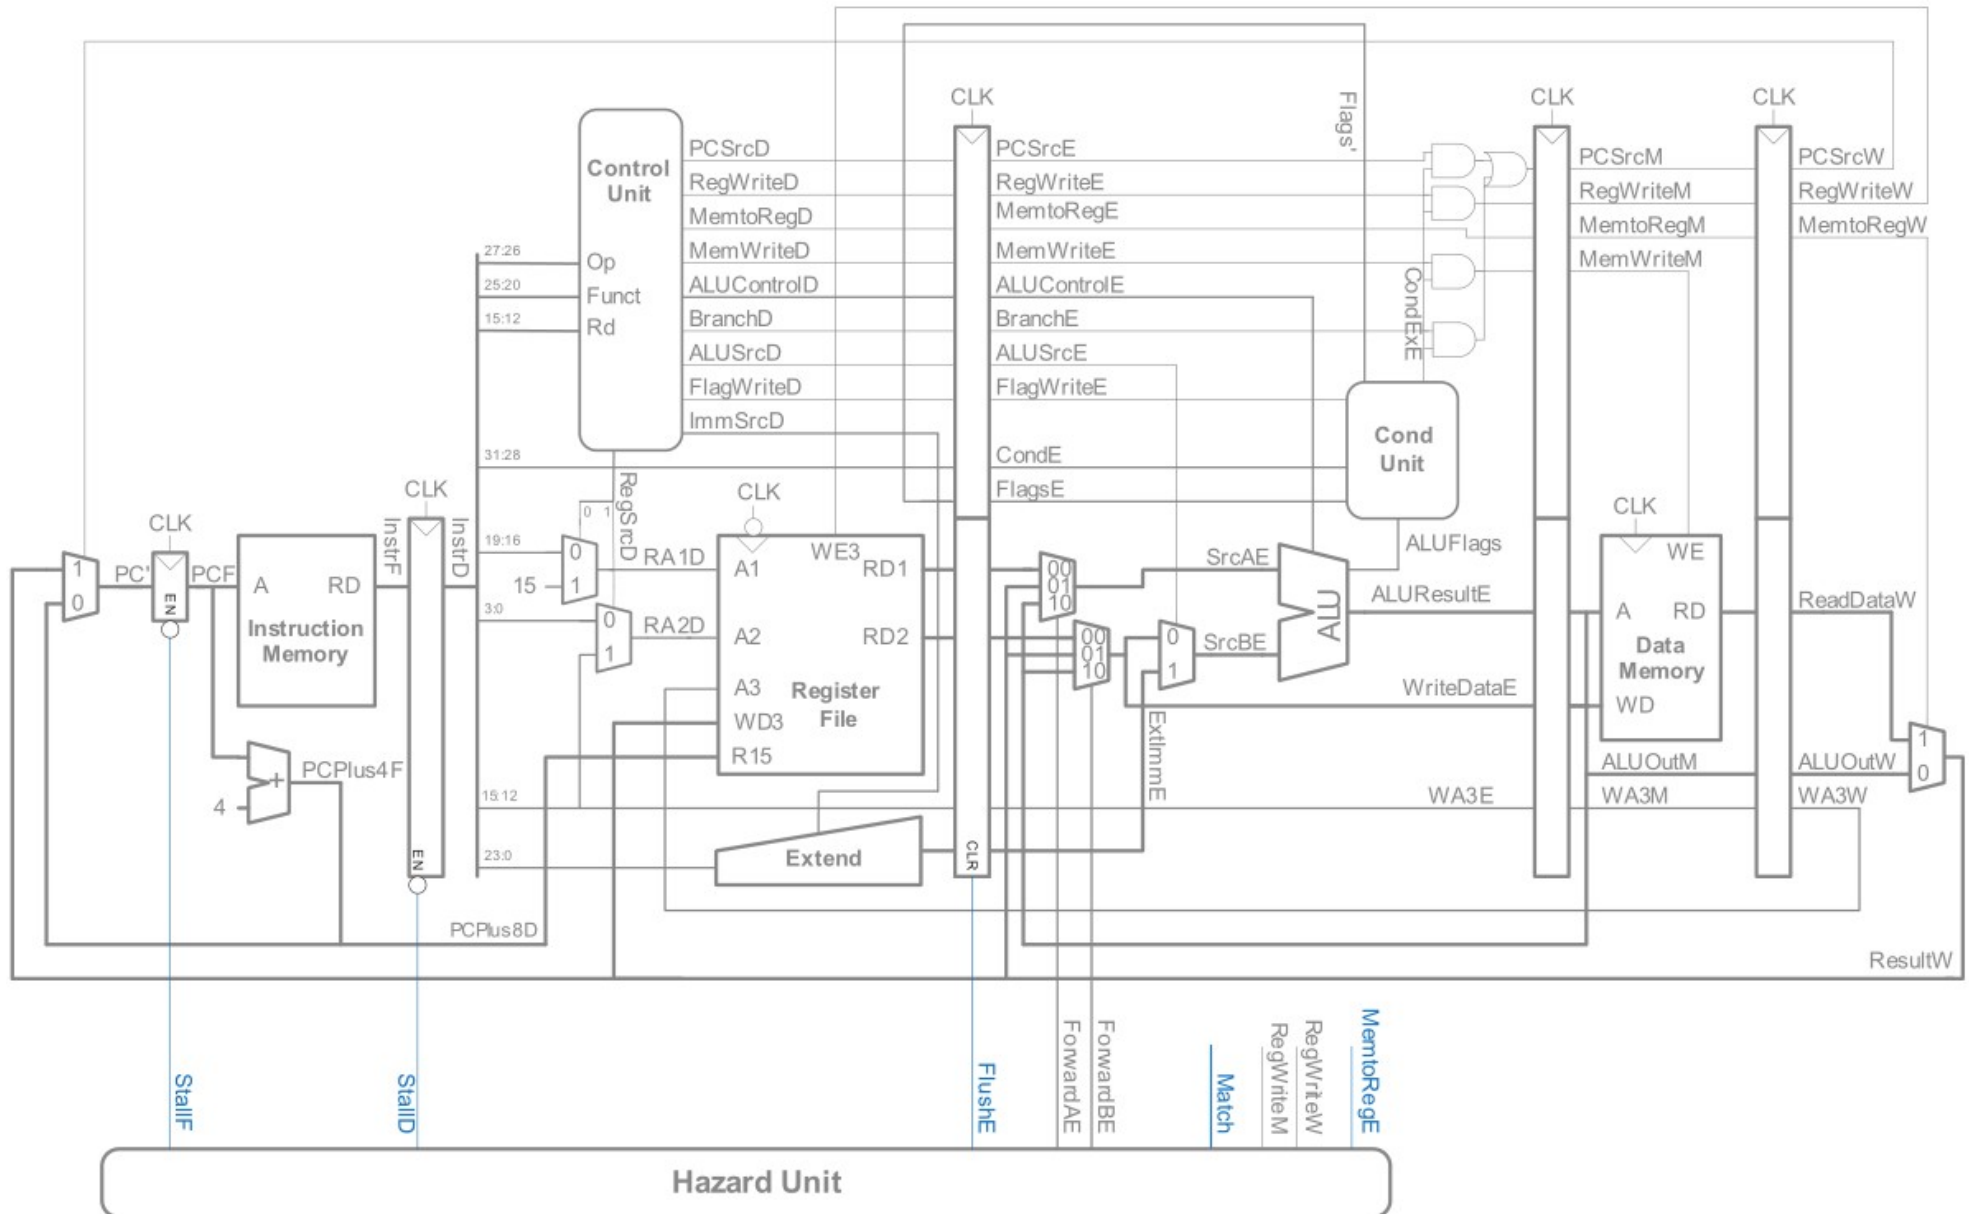 CLK
CLK
CLK
Flags'
Control
Unit
Op
Funct
Rd
27:26
25:20
15:12
31:28
PCSrcD
RegWriteD
MemtoRegD
MemWriteD
ALUControlD
BranchD
ALUSrcD
FlagWriteD
ImmSrcD
PCSrcE
RegWriteE
MemtoRegE
MemWriteE
ALUControlE
BranchE
ALUSrcE
FlagWriteE
CondE
FlagsE
CondExE
Cond
Unit
PCSrcM
RegWriteM
MemtoRegM
MemWriteM
PCSrcW
RegWriteW
MemtoRegW
CLK
CLK
CLK
CLK
1
0
PC'
EN
PCF
A
RD
Instruction
Memory
InstrF
InstrD
EN
4
+
PCPlus4F
PCPlus8D
RegSrcD
0 1
19:16
15
3:0
0
1
0
1
RA1D
RA2D
15:12
23:0
A1
A2
A3
WD3
R15
WE3
RD1
RD2
Register
File
Extend
CLR
00
01
10
00
01
10
0
1
SrcAE
SrcBE
ExtImmE
ALU
ALUFlags
ALUResultE
WriteDataE
WA3E
A
RD
WE
Data
Memory
WD
ALUOutM
WA3M
ReadDataW
ALUOutW
WA3W
1
0
ResultW
StallF
StallD
FlushE
ForwardAE
ForwardBE
Match
RegWriteM
RegWriteW
MemtoRegE
Hazard Unit